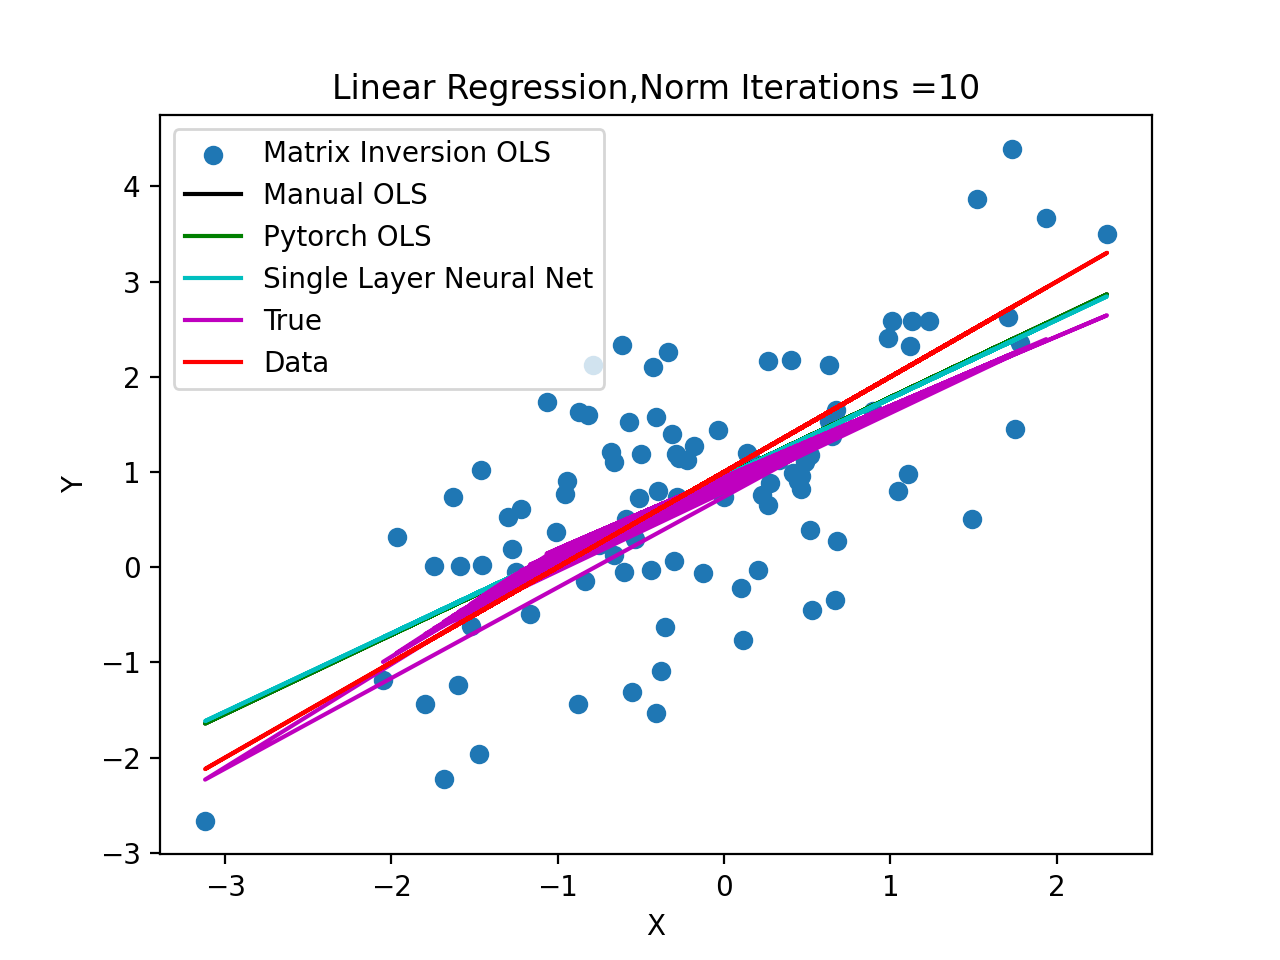 Linear Regression,Norm Iterations =10
Matrix Inversion OLS
Manual OLS
Pytorch OLS
Single Layer Neural Net
True
Data
4
3
2
1
0
−1
−2
−3
Y
−3 −2 −1 0 1 2
X